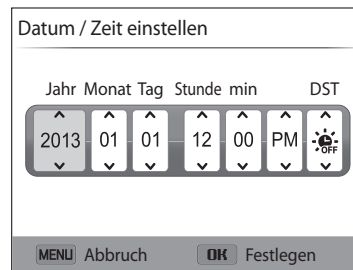 Datum / Zeit einstellen
Jahr Monat Tag Stunde min DST
2013 01 01 12 00 PM OFF
MENU Abbruch OK Festlegen